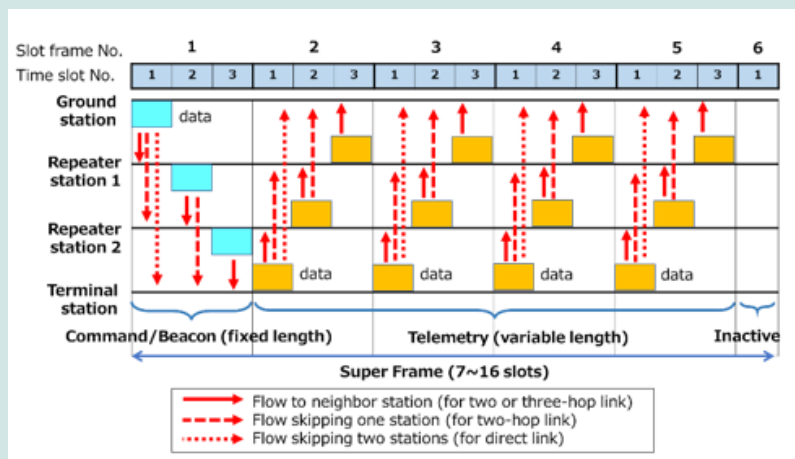 Slot frame No. 1 2 3 4 5 6
Time slot No. 1 2 3 1 2 3 1 2 3 1 2 3 1 2 3 1
Ground station
data
Repeater station 1
Repeater station 2
data data data data
Terminal station
Command/Beacon (fixed length) Telemetry (variable length) Inactive
Super Frame (7~16 slots)
Flow to neighbor station (for two or three-hop link)
Flow skipping one station (for two-hop link)
Flow skipping two stations (for direct link)